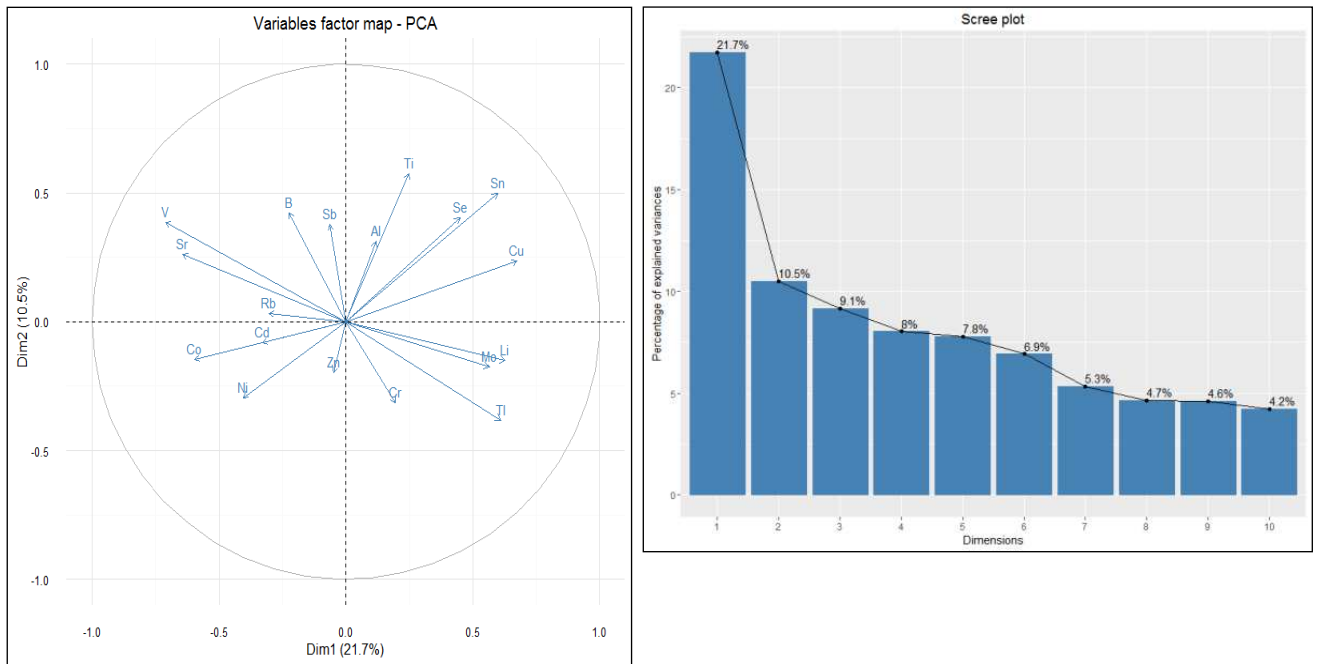 Variables factor map - PCA
1.0
Ti
Sn
0.5
B
Se
V
Sb
Al
Sr
Cu
Rb
0.0
Cd
Co
Li
Mo
Zn
Ni
Cr
Tl
-0.5
-1.0
Dim2 (10.5%)
-1.0
-0.5
0.0
0.5
1.0
Dim1 (21.7%)
Scree plot
21.7%
20
15
10.5%
10
9.1%
8%
7.8%
6.9%
5.3%
5
4.7%
4.6%
4.2%
0
Percentage of explained variances
1 2 3 4 5 6 7 8 9 10
Dimensions